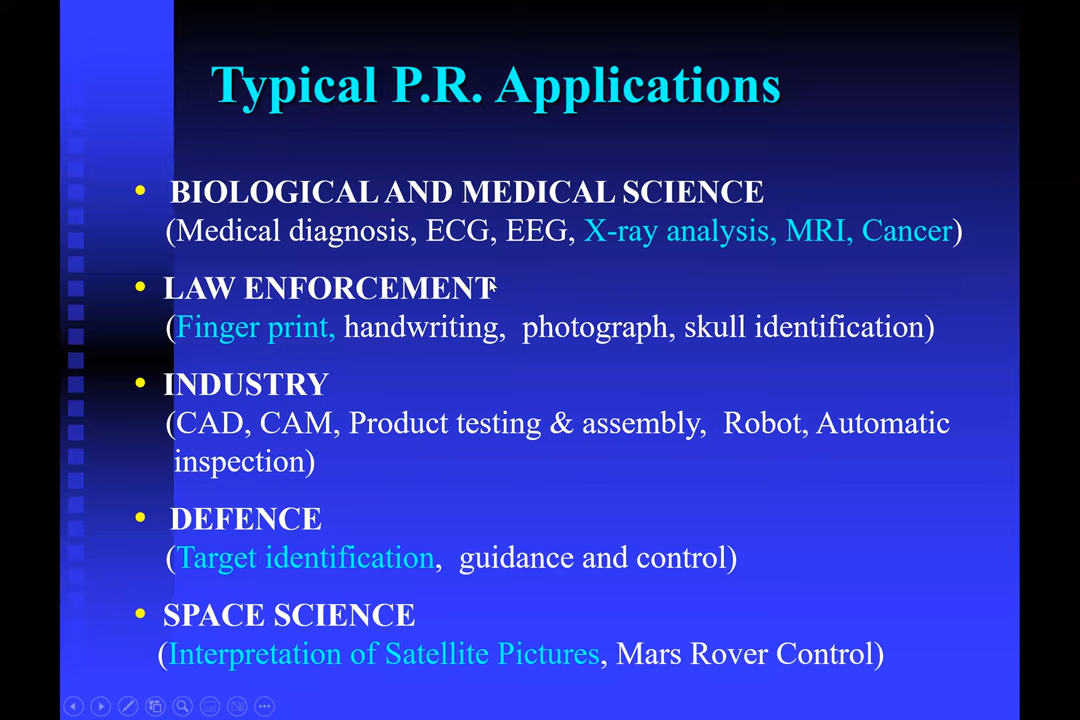 Typical P.R. Applications
• BIOLOGICAL AND MEDICAL SCIENCE
(Medical diagnosis, ECG, EEG, X-ray analysis, MRI, Cancer)
• LAW ENFORCEMENT
(Finger print, handwriting, photograph, skull identification)
• INDUSTRY
(CAD, CAM, Product testing & assembly, Robot, Automatic
inspection)
• DEFENCE
(Target identification, guidance and control)
• SPACE SCIENCE
(Interpretation of Satellite Pictures, Mars Rover Control)